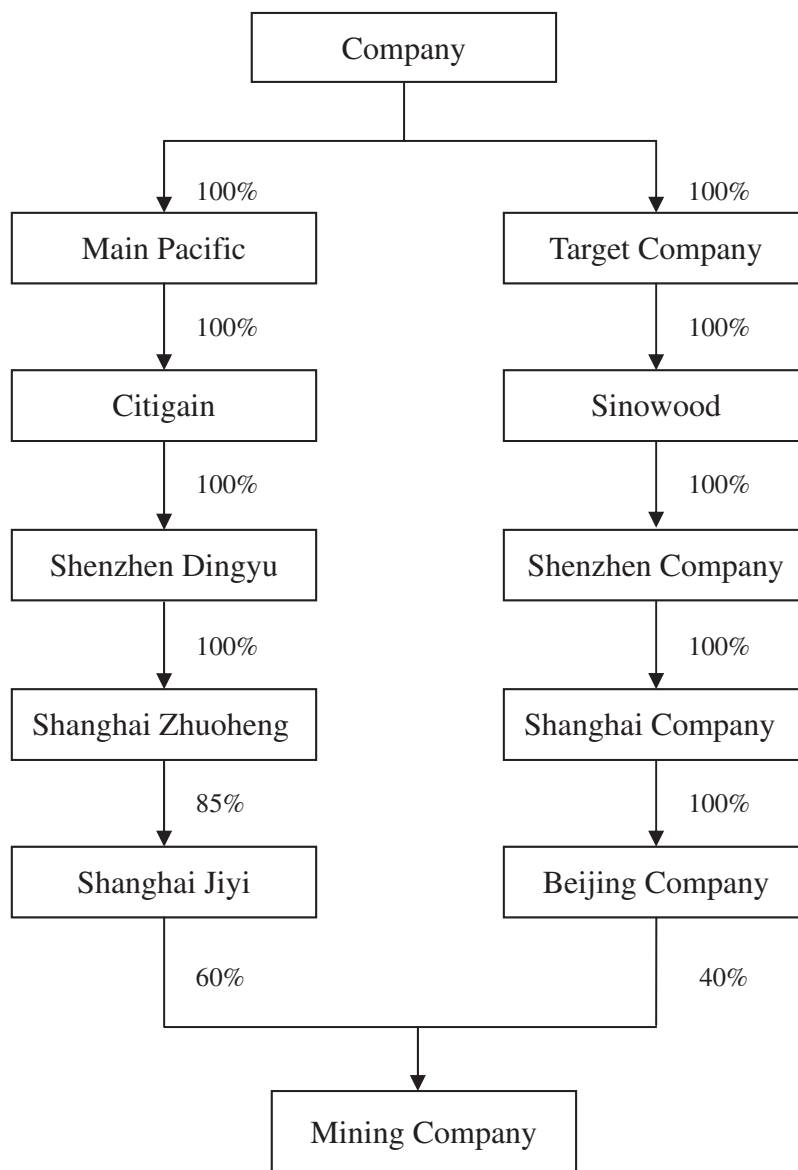 Company
100% 100%
Main Pacific Target Company
100% 100%
Citigain Sinowood
100% 100%
Shenzhen Dingyu Shenzhen Company
100% 100%
Shanghai Zhuoheng Shanghai Company
85% 100%
Shanghai Jiyi Beijing Company
60% 40%
Mining Company